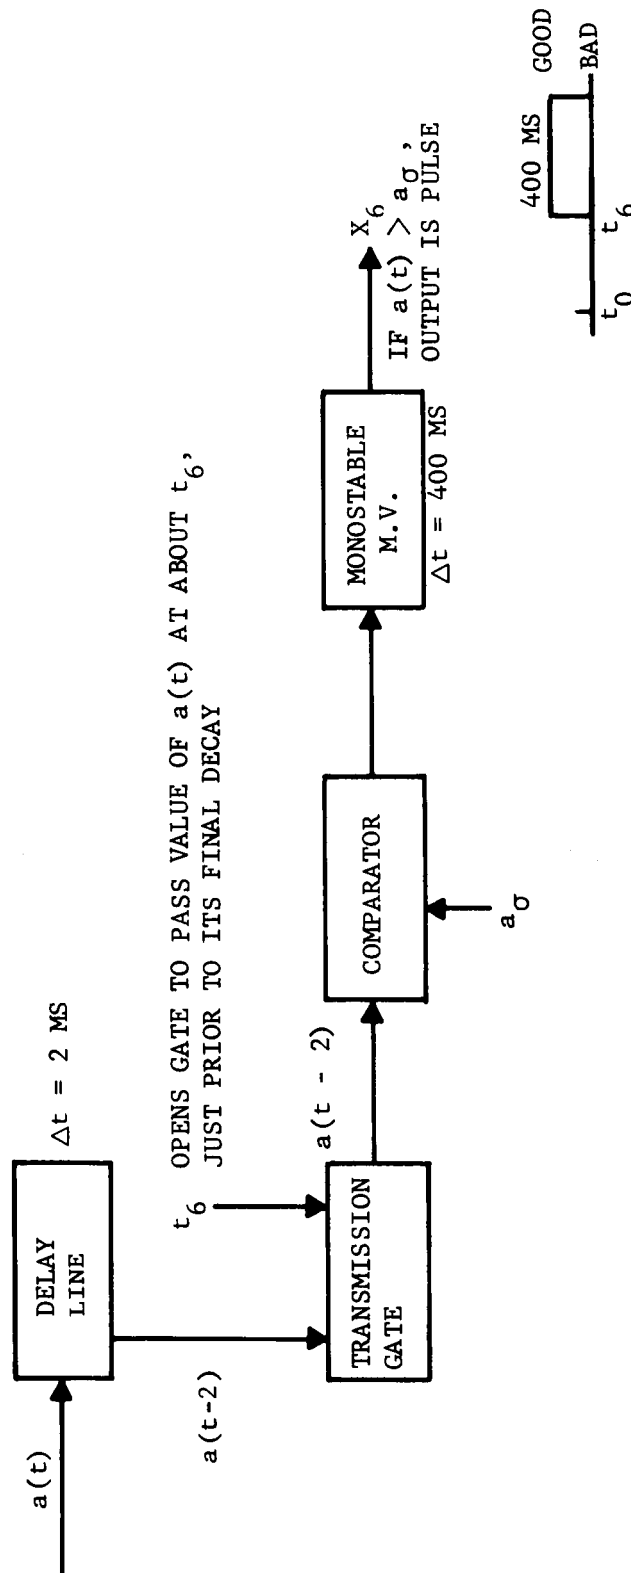 a(t)
DELAY
LINE
Δt = 2 MS
a(t-2)
t₆
OPENS GATE TO PASS VALUE OF a(t) AT ABOUT t₆,
JUST PRIOR TO ITS FINAL DECAY
TRANSMISSION
GATE
a(t - 2)
COMPARATOR
aσ
MONOSTABLE
M.V.
Δt = 400 MS
X₆
IF a(t) > aσ,
OUTPUT IS PULSE
400 MS
GOOD
BAD
t₀
t₆